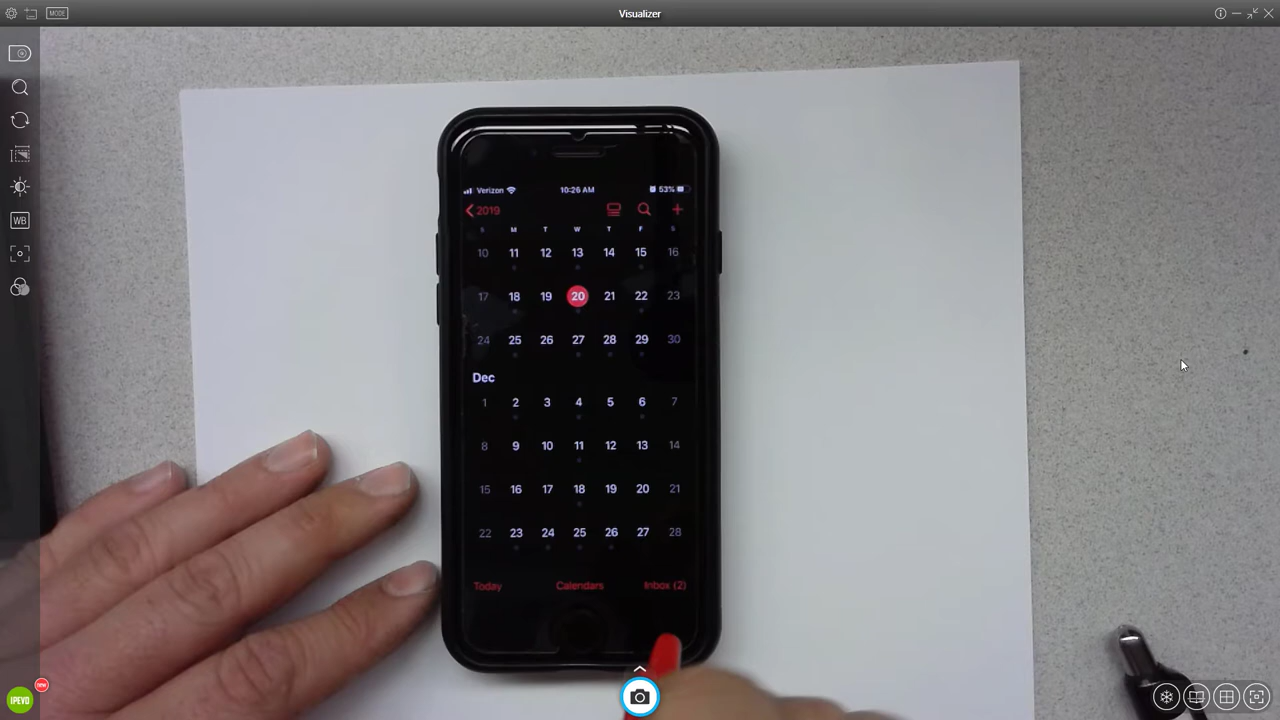 MODE
Visualizer
WB
Verizon 10:26 AM 53%
2019
S M T W T F S
10 11 12 13 14 15 16
17 18 19 20 21 22 23
24 25 26 27 28 29 30
Dec
1 2 3 4 5 6 7
8 9 10 11 12 13 14
15 16 17 18 19 20 21
22 23 24 25 26 27 28
Today Calendars Inbox (2)
IPEVO
new